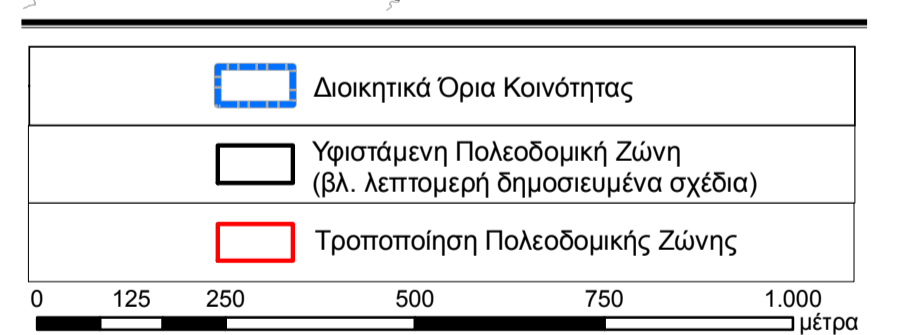 Διοικητικά Όρια Κοινότητας
Υφιστάμενη Πολεοδομική Ζώνη
(βλ. λεπτομερή δημοσιευμένα σχέδια)
Τροποποίηση Πολεοδομικής Ζώνης
0 125 250 500 750 1.000
μέτρα